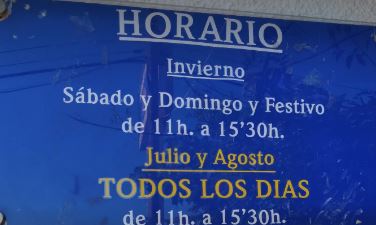 HORARIO
Invierno
Sábado y Domingo y Festivo
de 11h. a 15'30h.
Julio y Agosto
TODOS LOS DIAS
de 11h. a 15'30h.